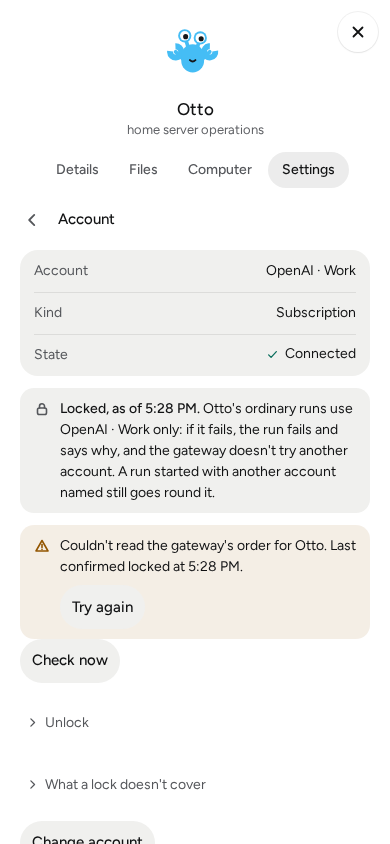 Otto
home server operations
Details Files Computer Settings
Account
Account OpenAI · Work
Kind Subscription
State Connected
Locked, as of 5:28 PM. Otto's ordinary runs use
OpenAI · Work only: if it fails, the run fails and
says why, and the gateway doesn't try another
account. A run started with another account
named still goes round it.
Couldn't read the gateway's order for Otto. Last
confirmed locked at 5:28 PM.
Try again
Check now
Unlock
What a lock doesn't cover
Change account